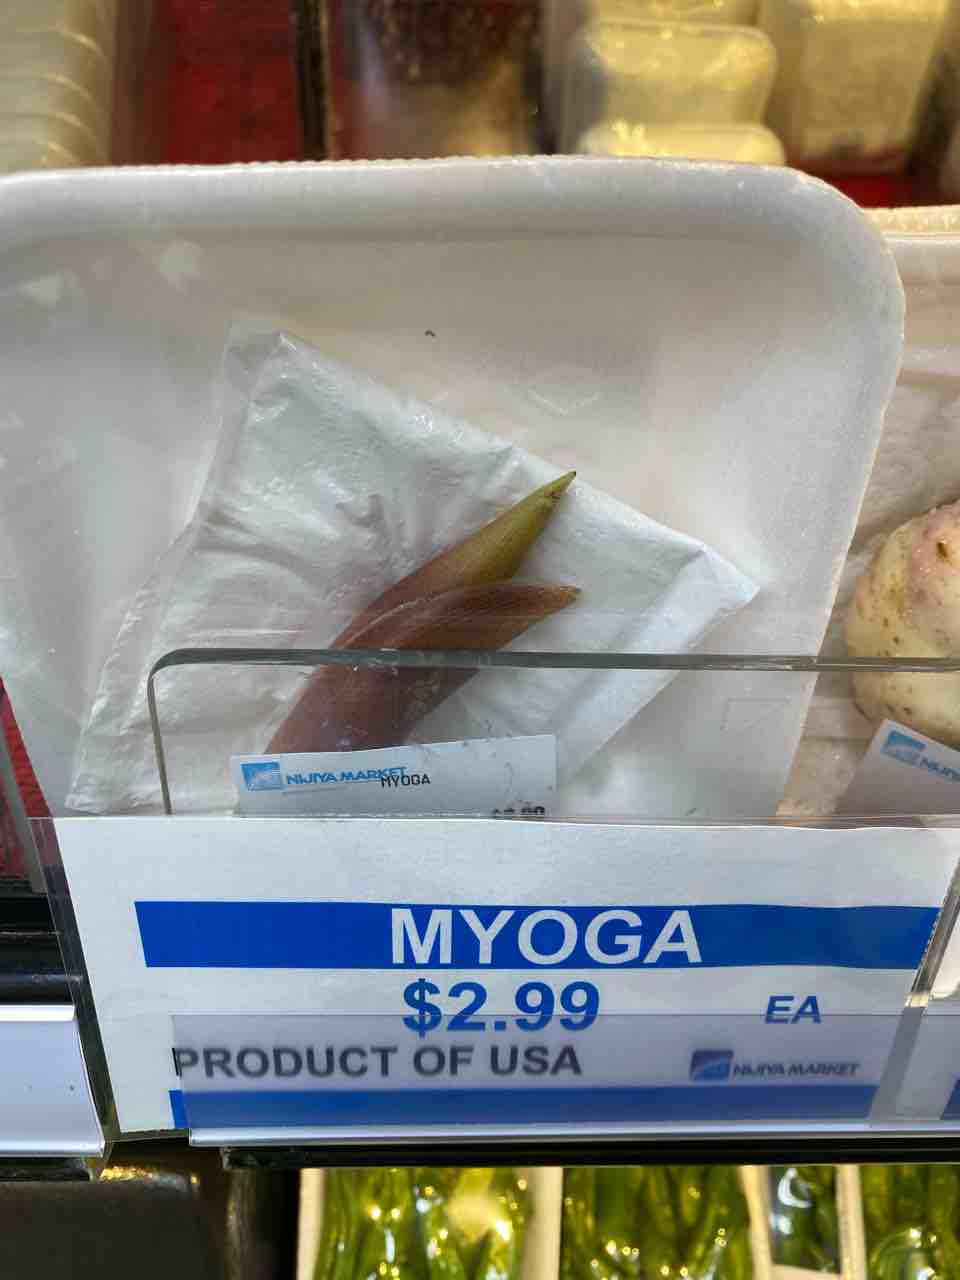 NIJIYA MARKET
MYOGA
MYOGA
$2.99 EA
PRODUCT OF USA
NIJIYA MARKET